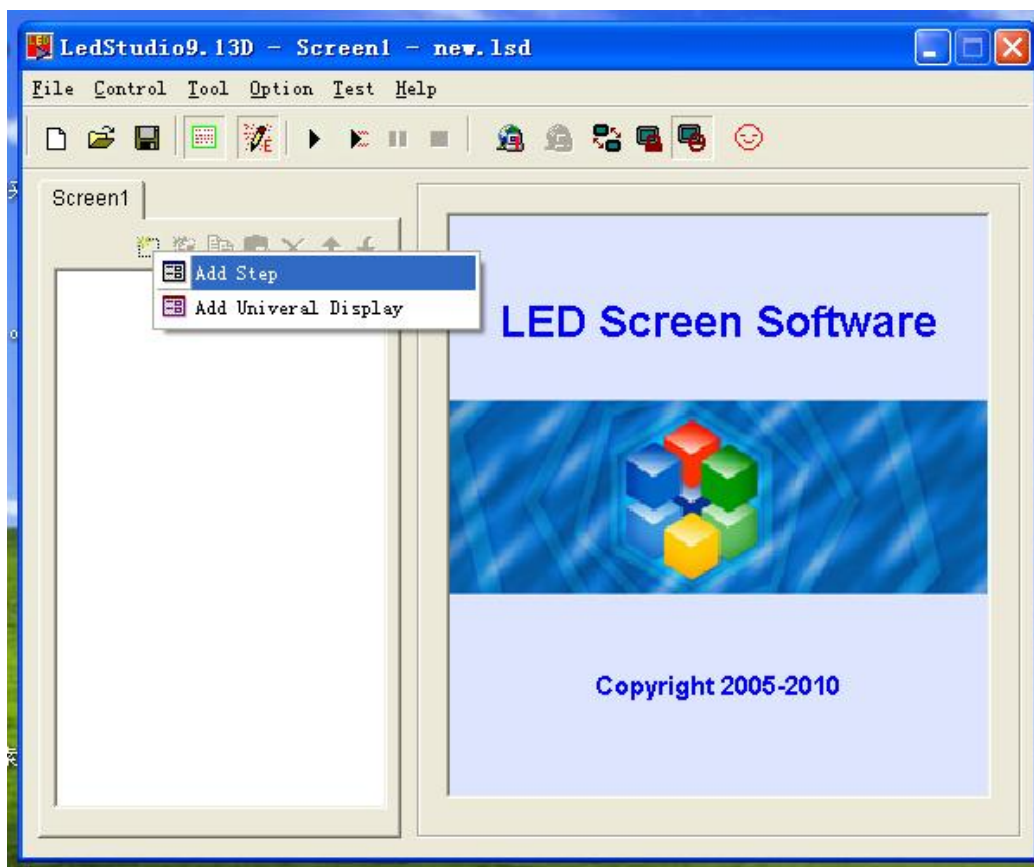 LedStudio9.13D - Screen1 - new.lsd
File Control Tool Option Test Help
E
Screen1
Add Step
Add Univeral Display
LED Screen Software
Copyright 2005-2010